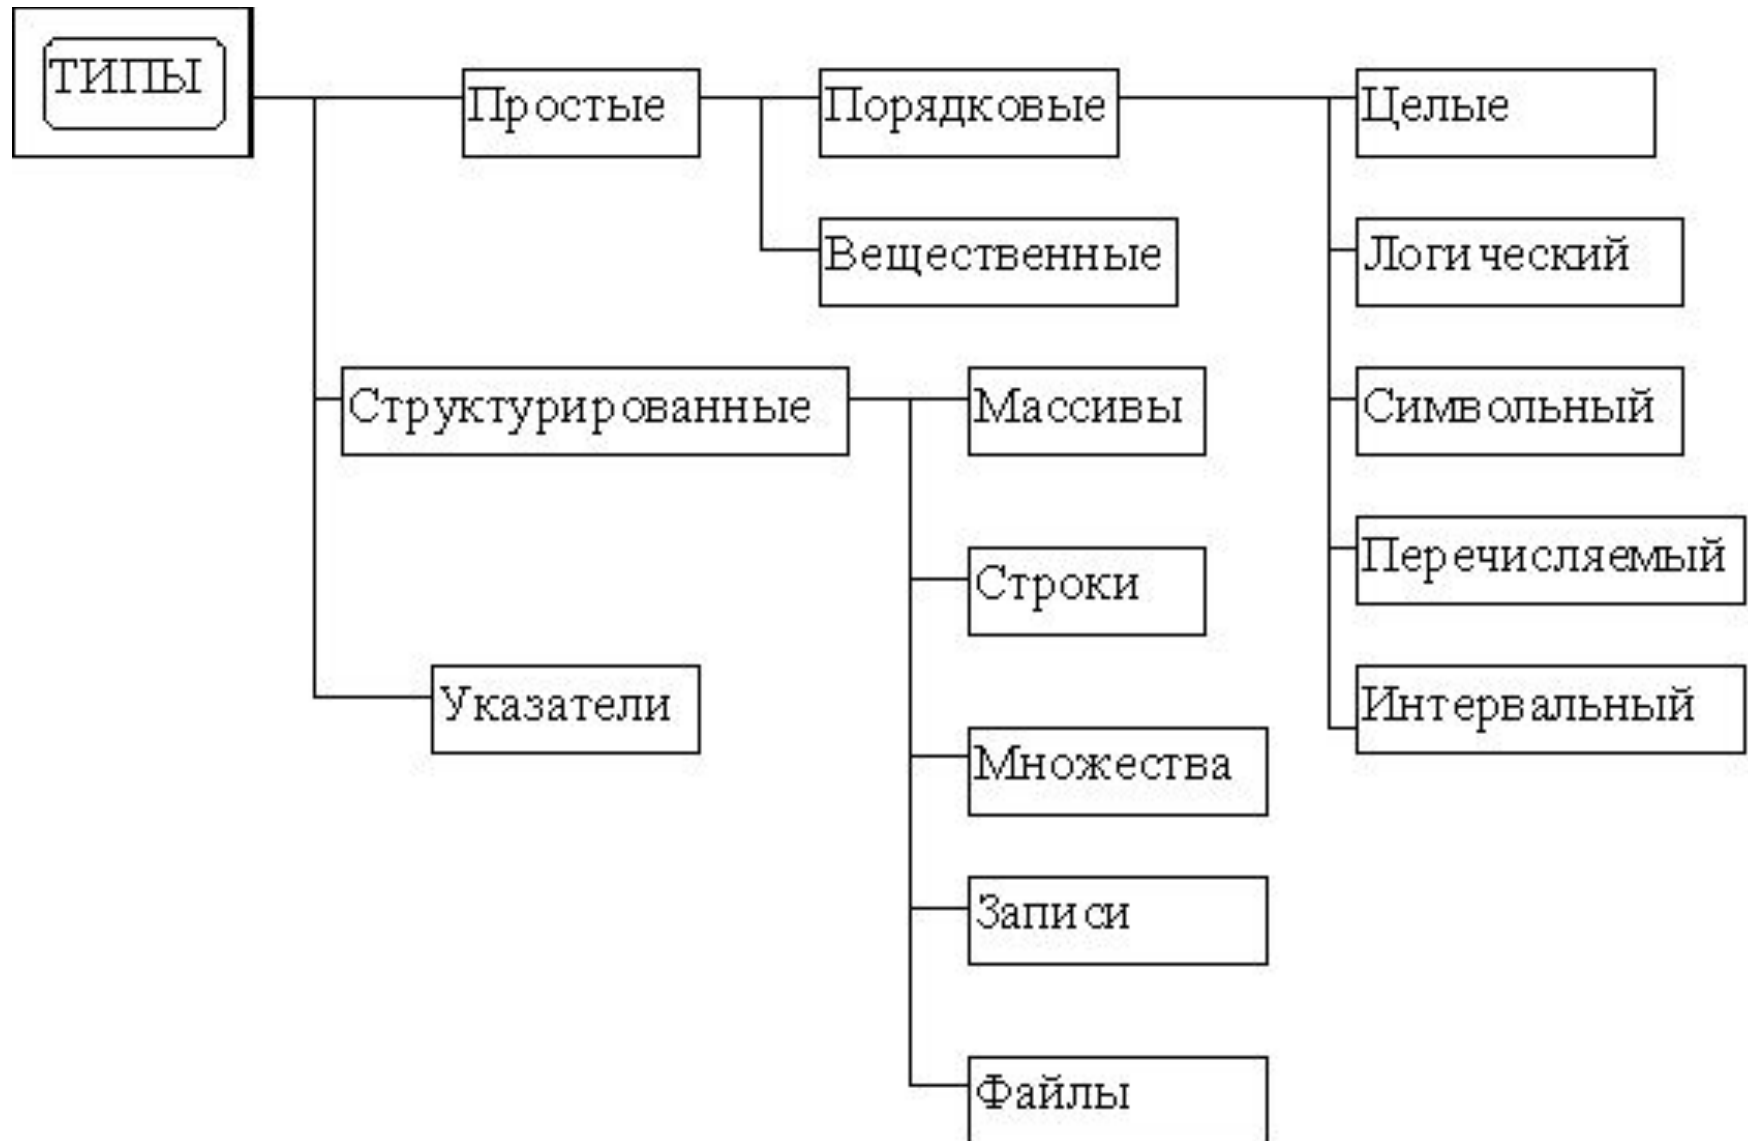 ТИПЫ
Простые
Порядковые
Целые
Вещественные
Логический
Структурированные
Массивы
Символьный
Строки
Перечисляемый
Указатели
Множества
Интервальный
Записи
Файлы